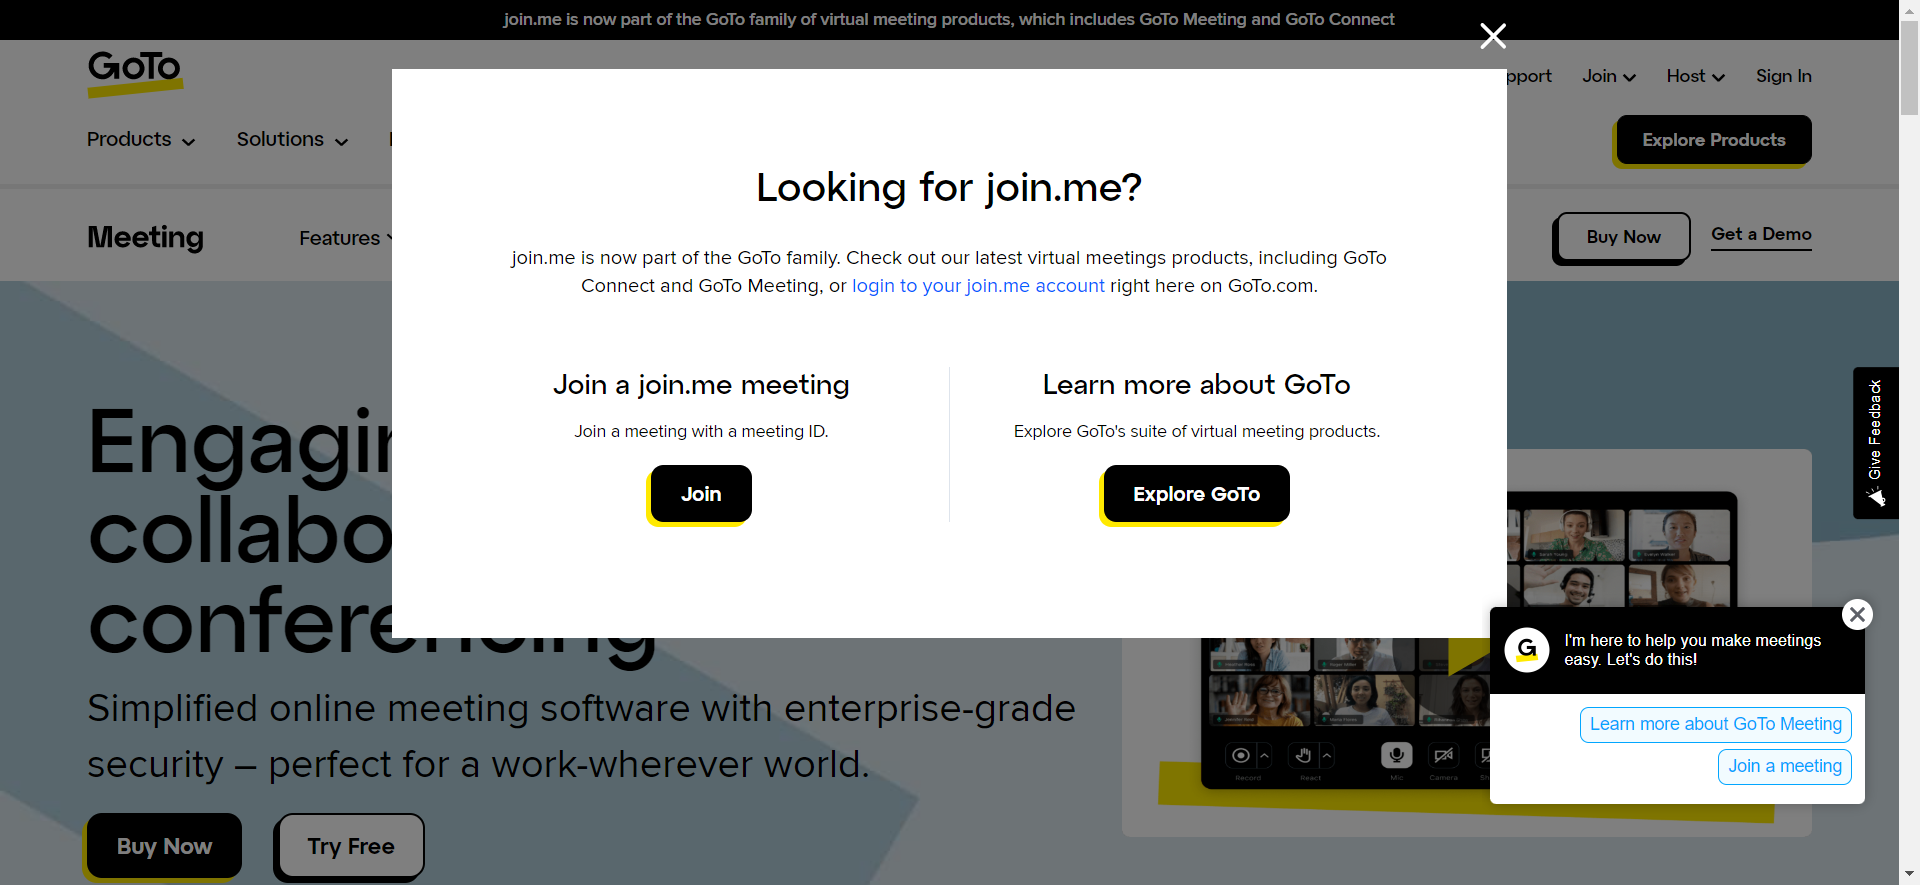 join.me is now part of the GoTo family of virtual meeting products, which includes GoTo Meeting and GoTo Connect
GoTo
Join
Host
Sign In
Products
Solutions
Explore Products
Meeting
Features
Buy Now
Get a Demo
Looking for join.me?
join.me is now part of the GoTo family. Check out our latest virtual meetings products, including GoTo
Connect and GoTo Meeting, or login to your join.me account right here on GoTo.com.
Join a join.me meeting
Join a meeting with a meeting ID.
Join
Learn more about GoTo
Explore GoTo's suite of virtual meeting products.
Explore GoTo
Give Feedback
conferencing
Simplified online meeting software with enterprise-grade
security – perfect for a work-wherever world.
Buy Now
Try Free
Record
React
Mic
Camera
G
I'm here to help you make meetings
easy. Let's do this!
Learn more about GoTo Meeting
Join a meeting